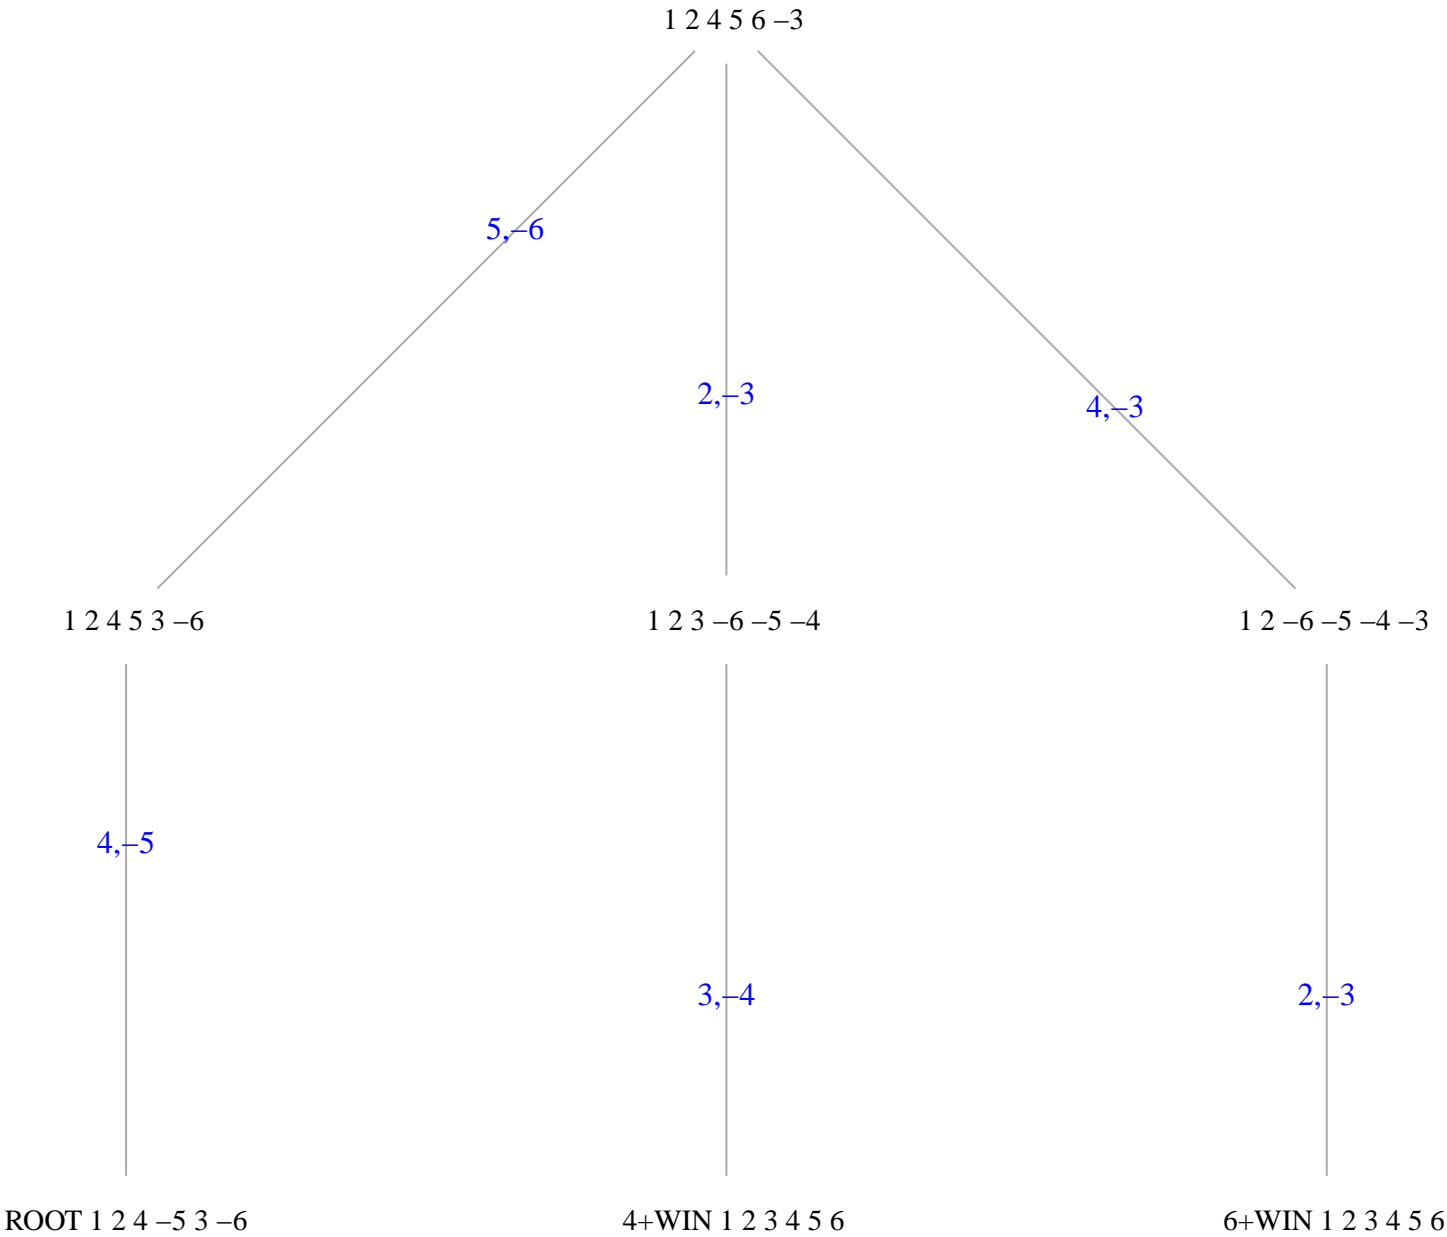 1 2 4 5 6 –3
5,–6
2,–3
4,–3
1 2 4 5 3 –6
1 2 3 –6 –5 –4
1 2 –6 –5 –4 –3
4,–5
3,–4
2,–3
ROOT 1 2 4 –5 3 –6
4+WIN 1 2 3 4 5 6
6+WIN 1 2 3 4 5 6